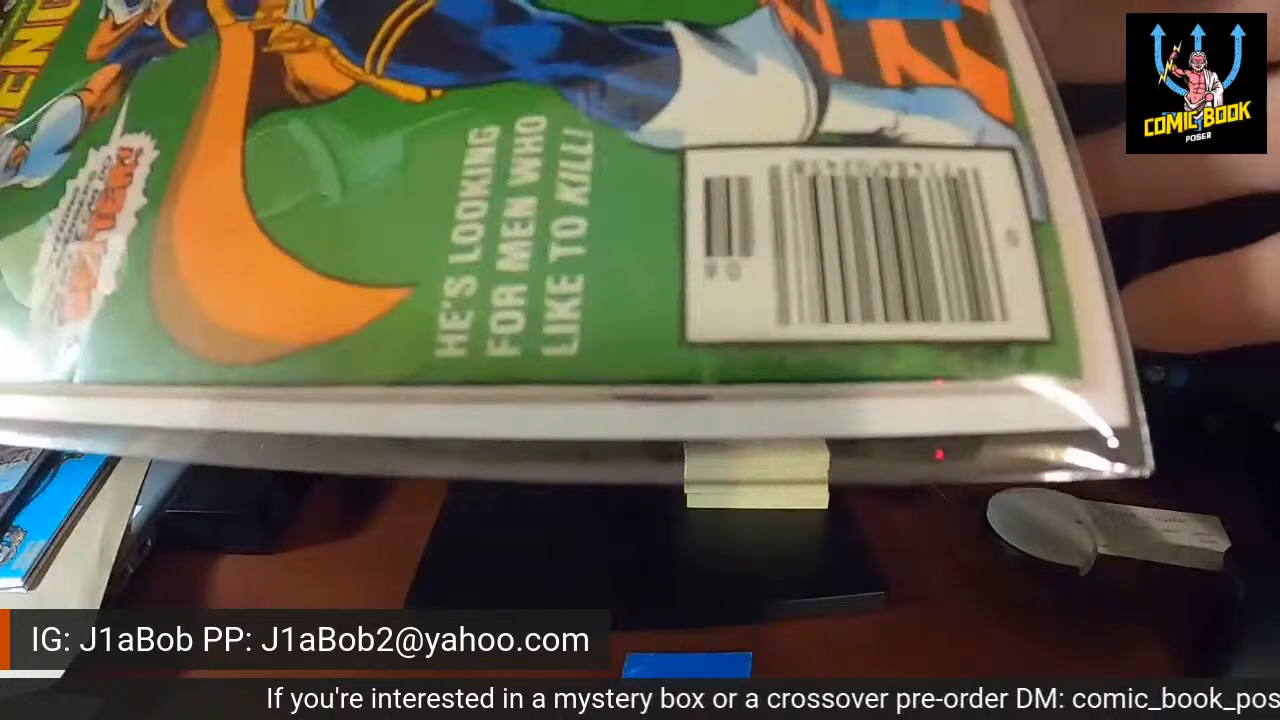 COMIC BOOK
POSER
HE'S LOOKING
FOR MEN WHO
LIKE TO KILL!
IG: J1aBob PP: J1aBob2@yahoo.com
If you're interested in a mystery box or a crossover pre-order DM: comic_book_pos